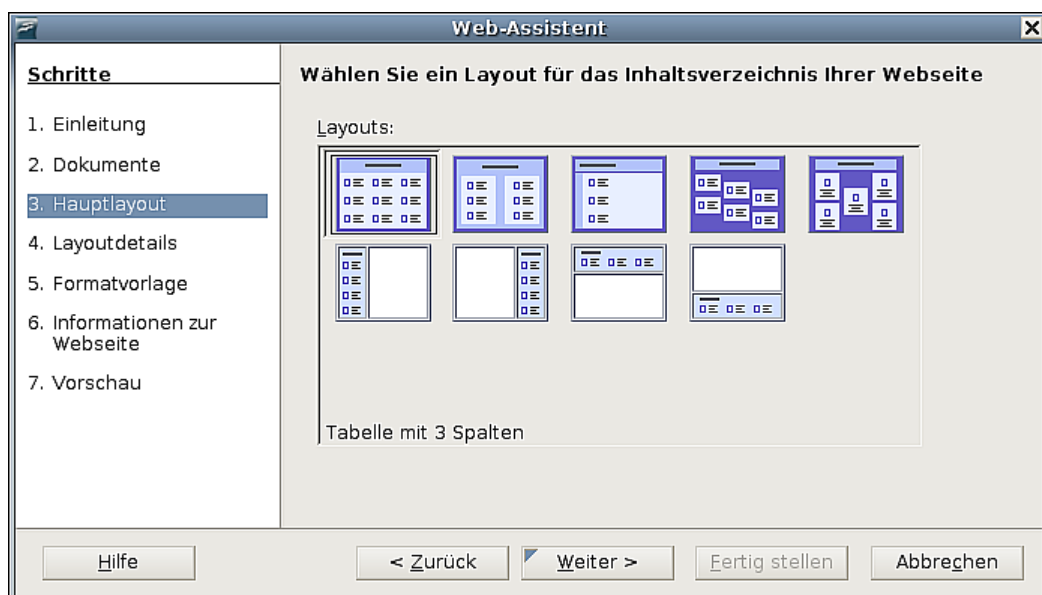 Web-Assistent
Schritte
1. Einleitung
2. Dokumente
3. Hauptlayout
4. Layoutdetails
5. Formatvorlage
6. Informationen zur
Webseite
7. Vorschau
Wählen Sie ein Layout für das Inhaltsverzeichnis Ihrer Webseite
Layouts:
Tabelle mit 3 Spalten
Hilfe
< Zurück
Weiter >
Fertig stellen
Abbrechen